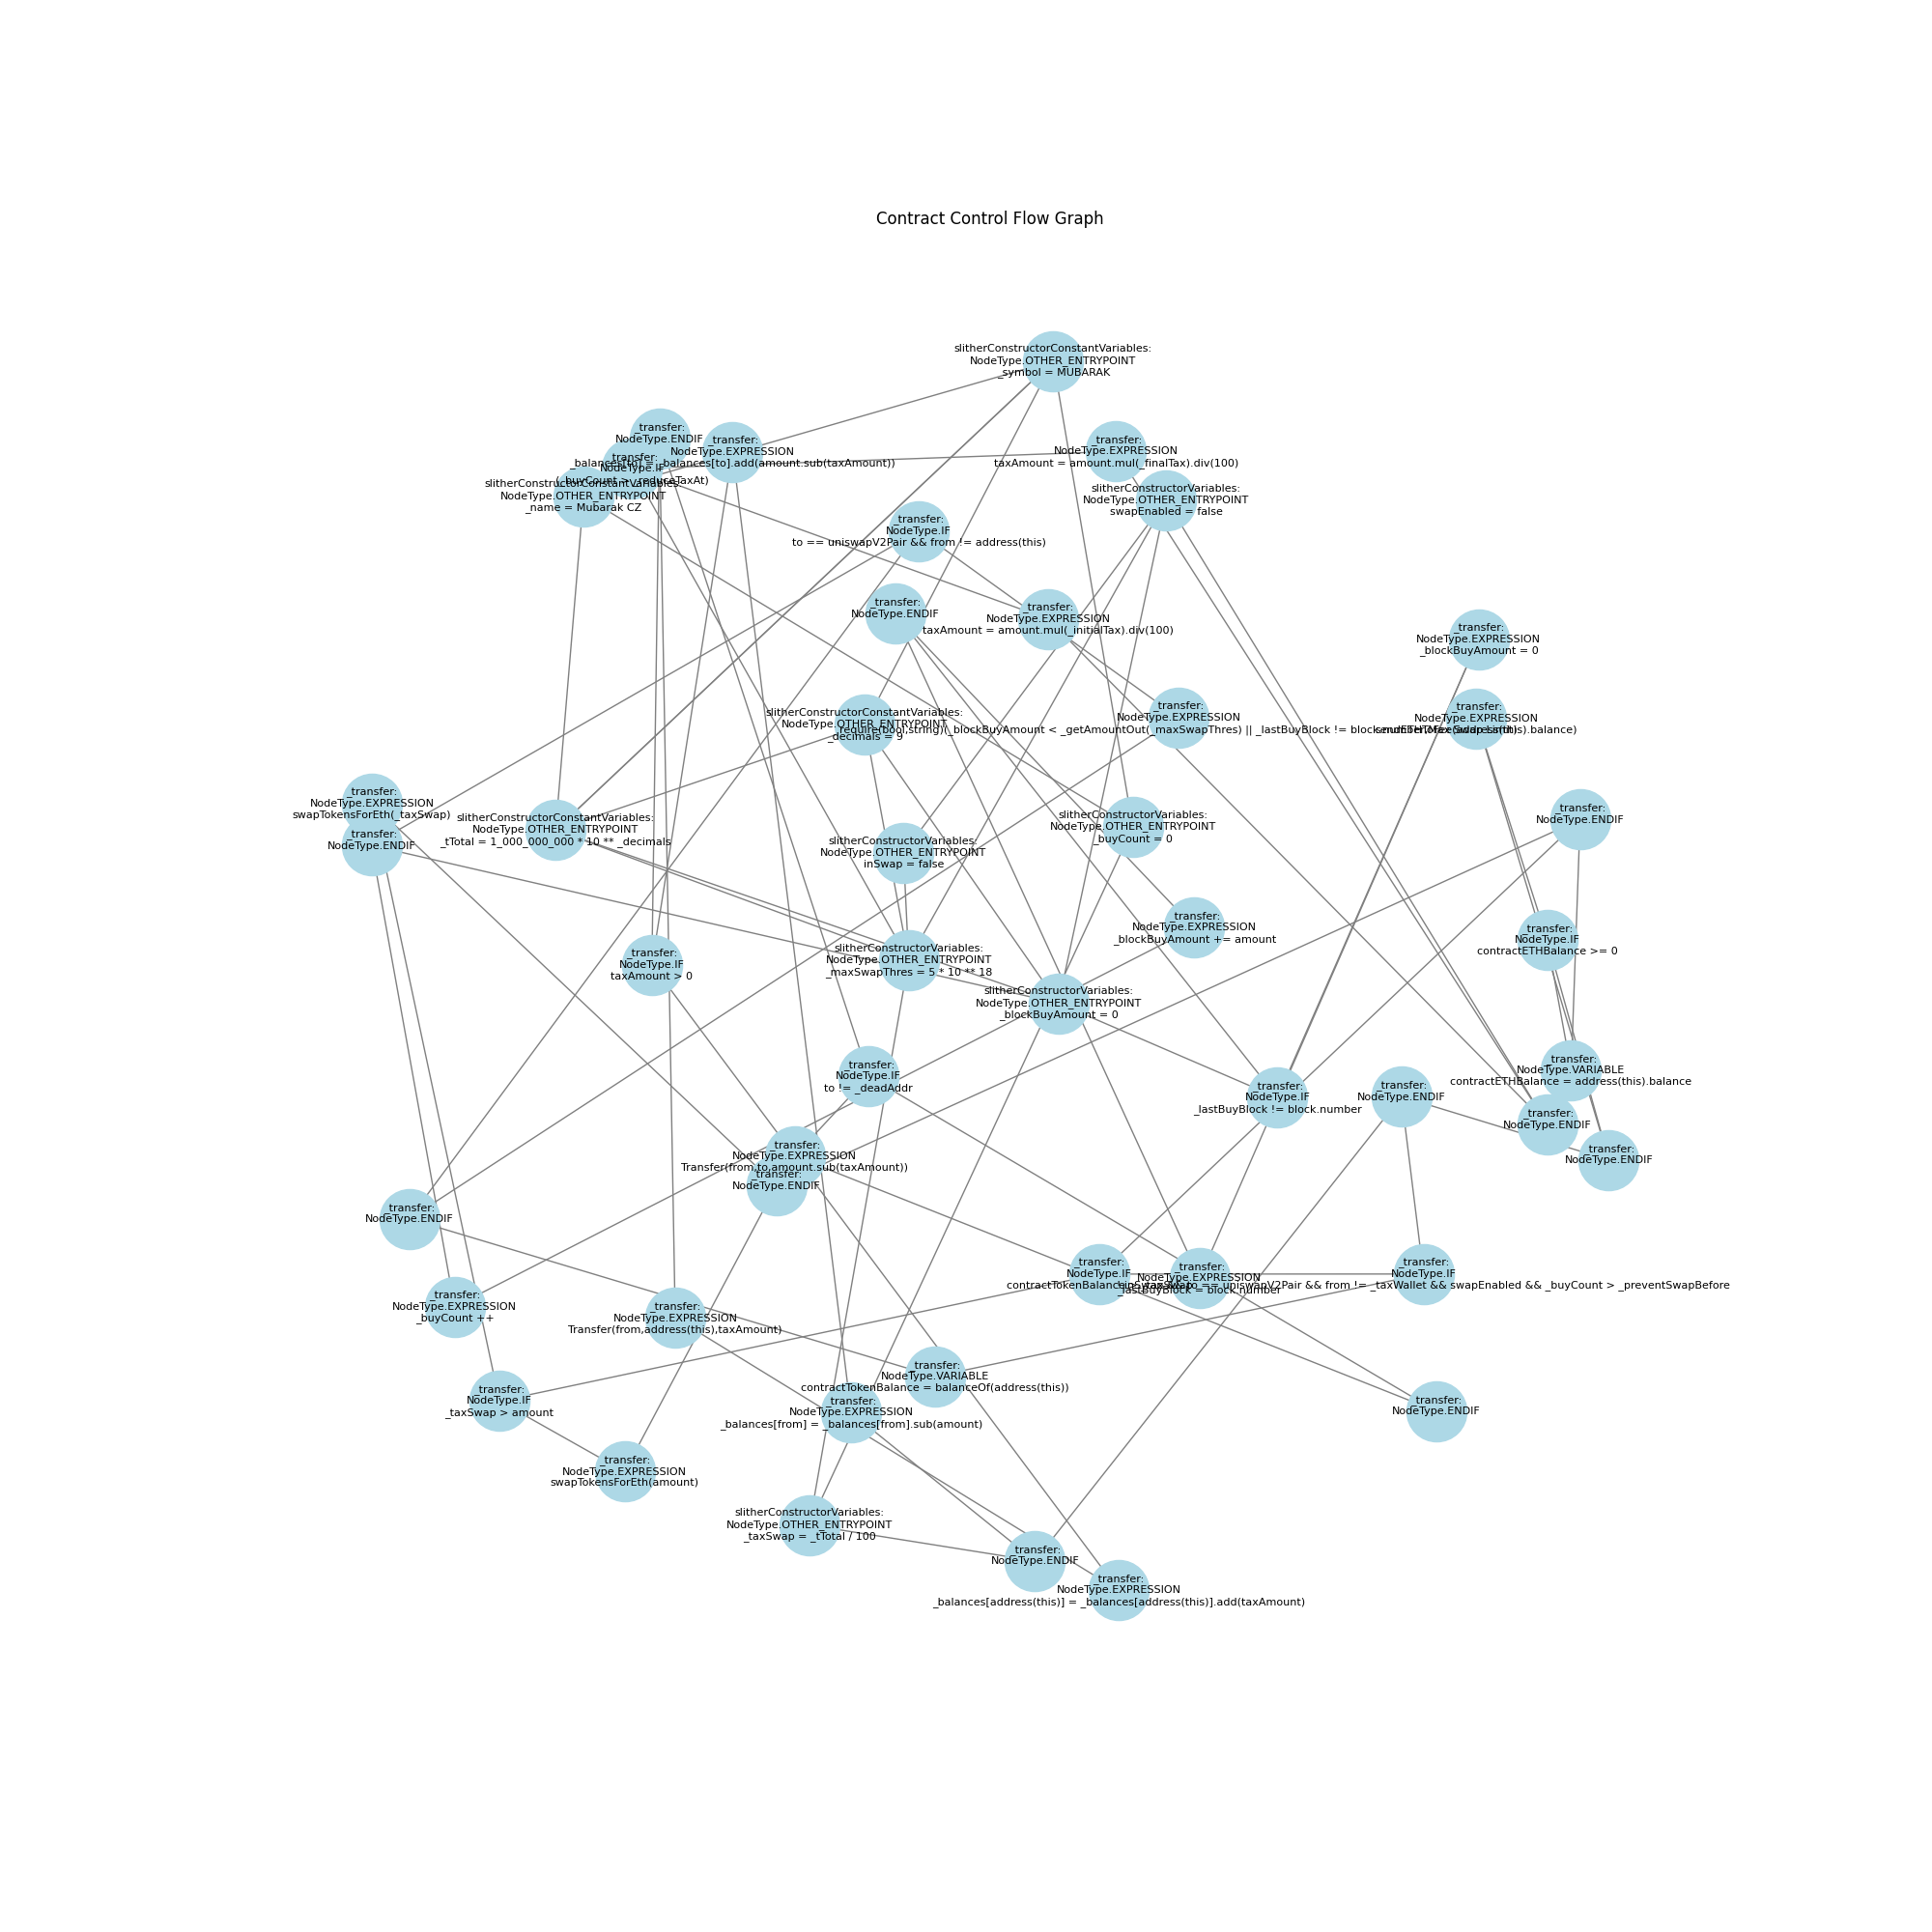 Contract Control Flow Graph
slitherConstructorConstantVariables:
NodeType.OTHER_ENTRYPOINT
_symbol = MUBARAK
_transfer:
NodeType.ENDIF
_transfer:
NodeType.EXPRESSION
_balances[to] = _balances[to].add(amount.sub(taxAmount))
_transfer:
NodeType.IF
(_buyCount > _reduceTaxAt)
_transfer:
NodeType.EXPRESSION
taxAmount = amount.mul(_finalTax).div(100)
slitherConstructorConstantVariables:
NodeType.OTHER_ENTRYPOINT
_name = Mubarak CZ
slitherConstructorVariables:
NodeType.OTHER_ENTRYPOINT
swapEnabled = false
_transfer:
NodeType.IF
to == uniswapV2Pair && from != address(this)
_transfer:
NodeType.ENDIF
_transfer:
NodeType.EXPRESSION
taxAmount = amount.mul(_initialTax).div(100)
_transfer:
NodeType.EXPRESSION
_blockBuyAmount = 0
slitherConstructorConstantVariables:
NodeType.OTHER_ENTRYPOINT
_decimals = 9
_transfer:
NodeType.EXPRESSION
require(bool,string)(_blockBuyAmount < _getAmountOut(_maxSwapThres) || _lastBuyBlock != block.number,Max Swap Limit)
_transfer:
NodeType.EXPRESSION
sendETHToFee(address(this).balance)
_transfer:
NodeType.EXPRESSION
swapTokensForEth(_taxSwap)
_transfer:
NodeType.ENDIF
slitherConstructorConstantVariables:
NodeType.OTHER_ENTRYPOINT
_tTotal = 1_000_000_000 * 10 ** _decimals
slitherConstructorVariables:
NodeType.OTHER_ENTRYPOINT
inSwap = false
slitherConstructorVariables:
NodeType.OTHER_ENTRYPOINT
_buyCount = 0
_transfer:
NodeType.ENDIF
_transfer:
NodeType.EXPRESSION
_blockBuyAmount += amount
_transfer:
NodeType.IF
contractETHBalance >= 0
_transfer:
NodeType.IF
taxAmount > 0
slitherConstructorVariables:
NodeType.OTHER_ENTRYPOINT
_maxSwapThres = 5 * 10 ** 18
slitherConstructorVariables:
NodeType.OTHER_ENTRYPOINT
_blockBuyAmount = 0
_transfer:
NodeType.IF
to != _deadAddr
_transfer:
NodeType.IF
_lastBuyBlock != block.number
_transfer:
NodeType.ENDIF
_transfer:
NodeType.VARIABLE
contractETHBalance = address(this).balance
_transfer:
NodeType.ENDIF
_transfer:
NodeType.ENDIF
_transfer:
NodeType.EXPRESSION
Transfer(from,to,amount.sub(taxAmount))
_transfer:
NodeType.ENDIF
_transfer:
NodeType.ENDIF
_transfer:
NodeType.EXPRESSION
_buyCount ++
_transfer:
NodeType.EXPRESSION
Transfer(from,address(this),taxAmount)
_transfer:
NodeType.IF
contractTokenBalance > _taxSwap
_transfer:
NodeType.EXPRESSION
_lastBuyBlock = block.number
_transfer:
NodeType.IF
to == uniswapV2Pair && from != _taxWallet && swapEnabled && _buyCount > _preventSwapBefore
_transfer:
NodeType.IF
_taxSwap > amount
_transfer:
NodeType.VARIABLE
contractTokenBalance = balanceOf(address(this))
_transfer:
NodeType.EXPRESSION
_balances[from] = _balances[from].sub(amount)
_transfer:
NodeType.ENDIF
_transfer:
NodeType.EXPRESSION
swapTokensForEth(amount)
slitherConstructorVariables:
NodeType.OTHER_ENTRYPOINT
_taxSwap = _tTotal / 100
_transfer:
NodeType.ENDIF
_transfer:
NodeType.EXPRESSION
_balances[address(this)] = _balances[address(this)].add(taxAmount)